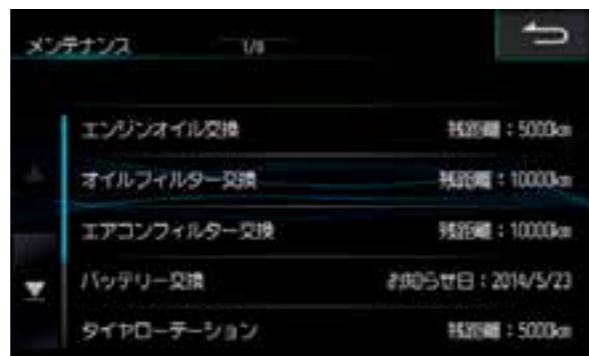 メンテナンス 1/8
エンジンオイル交換 残距離：5000km
オイルフィルター交換 残距離：10000km
エアコンフィルター交換 残距離：10000km
バッテリー交換 お知らせ日：2014/5/23
タイヤローテーション 残距離：5000km